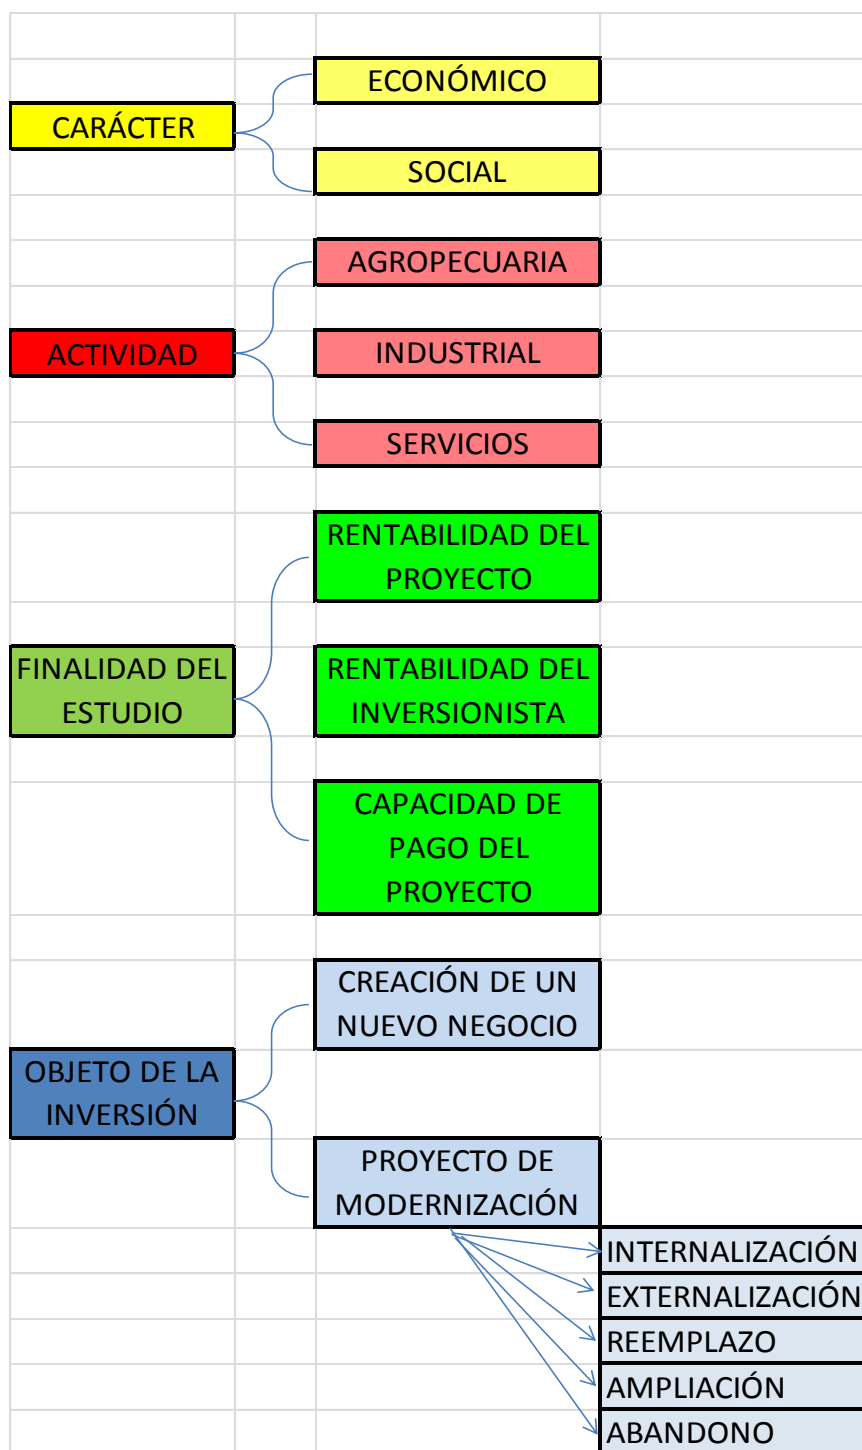 ECONÓMICO
CARÁCTER
SOCIAL
AGROPECUARIA
ACTIVIDAD
INDUSTRIAL
SERVICIOS
RENTABILIDAD DEL
PROYECTO
FINALIDAD DEL
ESTUDIO
RENTABILIDAD DEL
INVERSIONISTA
CAPACIDAD DE
PAGO DEL
PROYECTO
CREACIÓN DE UN
NUEVO NEGOCIO
OBJETO DE LA
INVERSIÓN
PROYECTO DE
MODERNIZACIÓN
INTERNALIZACIÓN
EXTERNALIZACIÓN
REEMPLAZO
AMPLIACIÓN
ABANDONO